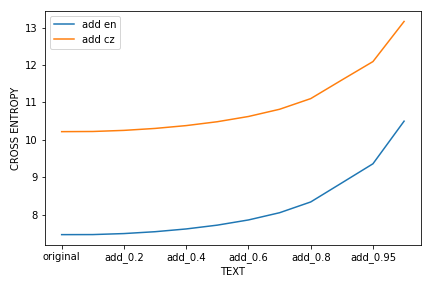 add en
add cz
13
12
11
10
9
8
CROSS ENTROPY
original add_0.2 add_0.4 add_0.6 add_0.8 add_0.95
TEXT